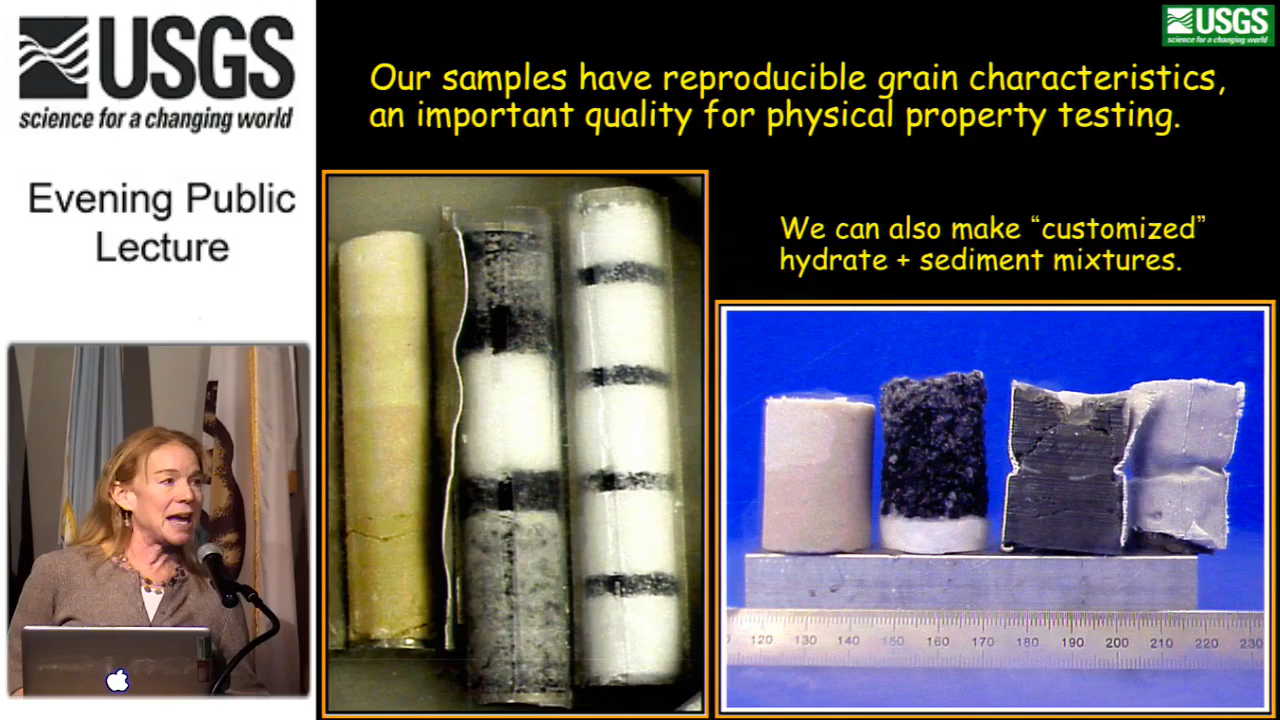 USGS
science for a changing world
Evening Public
Lecture
USGS
science for a changing world
Our samples have reproducible grain characteristics,
an important quality for physical property testing.
We can also make “customized”
hydrate + sediment mixtures.
120 130 140 150 160 170 180 190 200 210 220 230